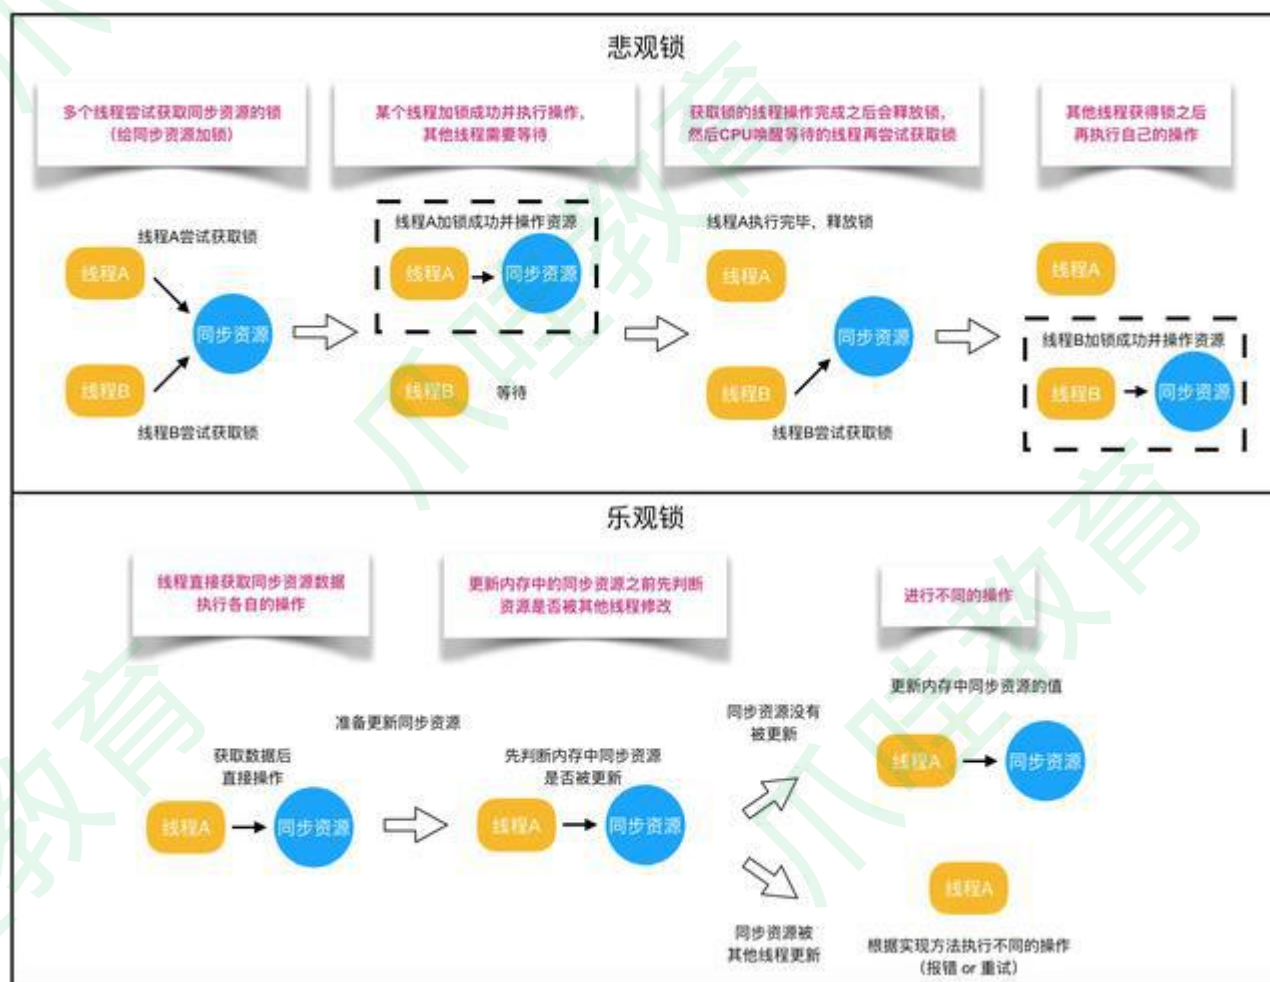 悲观锁
多个线程尝试获取同步资源的锁
（给同步资源加锁）
某个线程加锁成功并执行操作，
其他线程需要等待
获取锁的线程操作完成之后会释放锁，
然后CPU唤醒等待的线程再尝试获取锁
其他线程获得锁之后
再执行自己的操作
线程A尝试获取锁
线程A
同步资源
线程B
线程B尝试获取锁
线程A加锁成功并操作资源
线程A
同步资源
线程B
等待
线程A执行完毕，释放锁
线程A
同步资源
线程B
线程B尝试获取锁
线程A
线程B加锁成功并操作资源
线程B
同步资源
乐观锁
线程直接获取同步资源数据
执行各自的操作
更新内存中的同步资源之前先判断
资源是否被其他线程修改
进行不同的操作
获取数据后
直接操作
线程A
同步资源
准备更新同步资源
先判断内存中同步资源
是否被更新
线程A
同步资源
同步资源没有
被更新
更新内存中同步资源的值
线程A
同步资源
同步资源被
其他线程更新
线程A
根据实现方法执行不同的操作
（报错 or 重试）
爪哇教育
爪哇教育